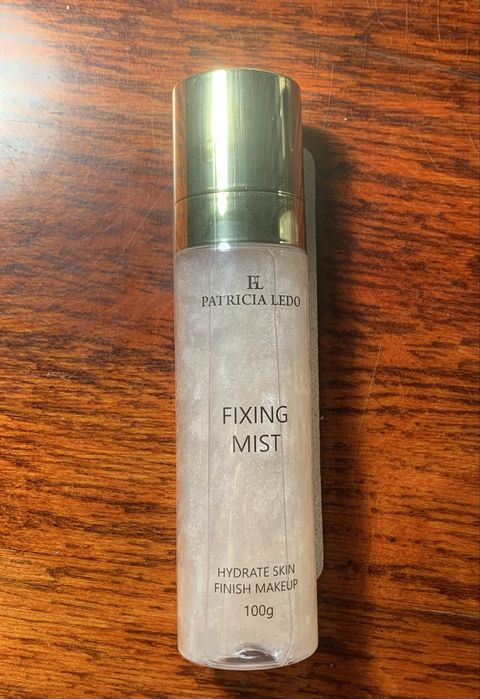 PL
PATRICIA LEDO
FIXING
MIST
HYDRATE SKIN
FINISH MAKEUP
100g